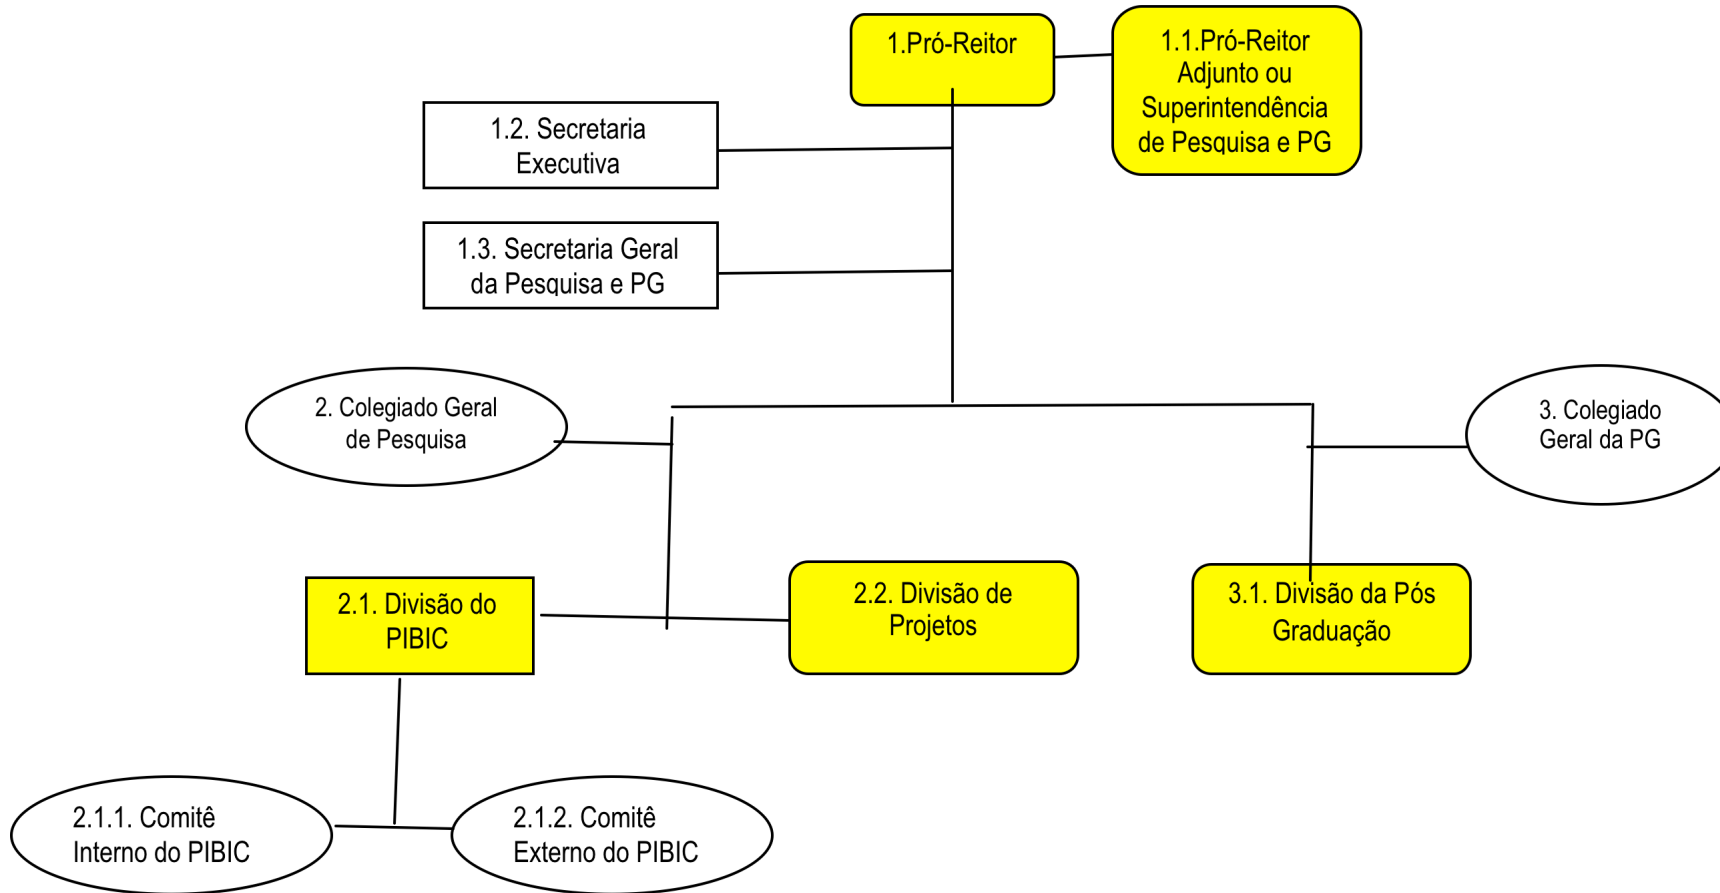 1.Pró-Reitor
1.1.Pró-Reitor
Adjunto ou
Superintendência
de Pesquisa e PG
1.2. Secretaria
Executiva
1.3. Secretaria Geral
da Pesquisa e PG
2. Colegiado Geral
de Pesquisa
3. Colegiado
Geral da PG
2.1. Divisão do
PIBIC
2.2. Divisão de
Projetos
3.1. Divisão da Pós
Graduação
2.1.1. Comitê
Interno do PIBIC
2.1.2. Comitê
Externo do PIBIC